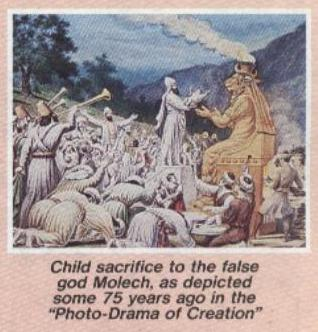 Child sacrifice to the false
god Molech, as depicted
some 75 years ago in the
“Photo-Drama of Creation”